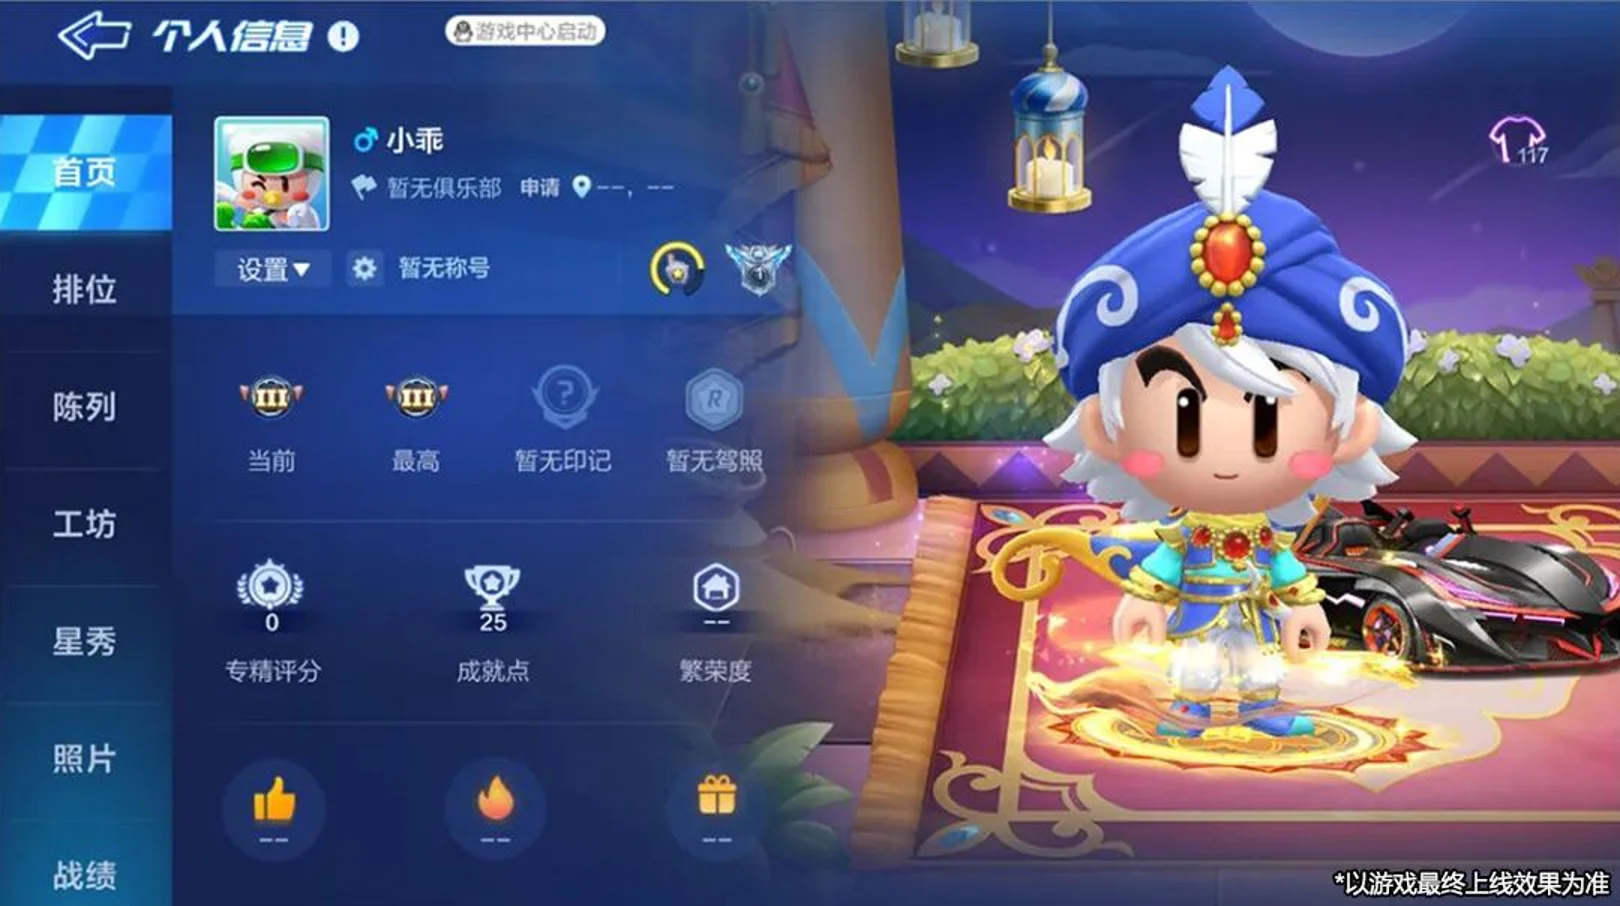 个人信息
游戏中心启动
首页
排位
陈列
工坊
星秀
照片
战绩
小乖
暂无俱乐部 申请 --, --
设置 暂无称号
1
III III ? R
当前 最高 暂无印记 暂无驾照
0 25 --
专精评分 成就点 繁荣度
-- -- --
117
*以游戏最终上线效果为准